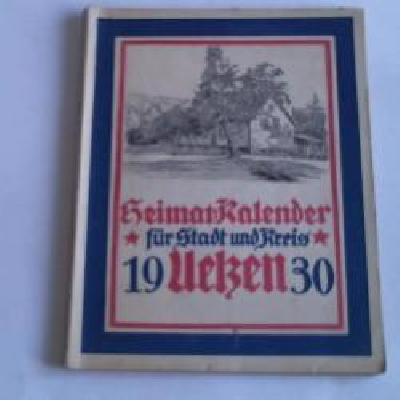 Heimat-Kalender
für Stadt und Kreis
19 Uelzen 30